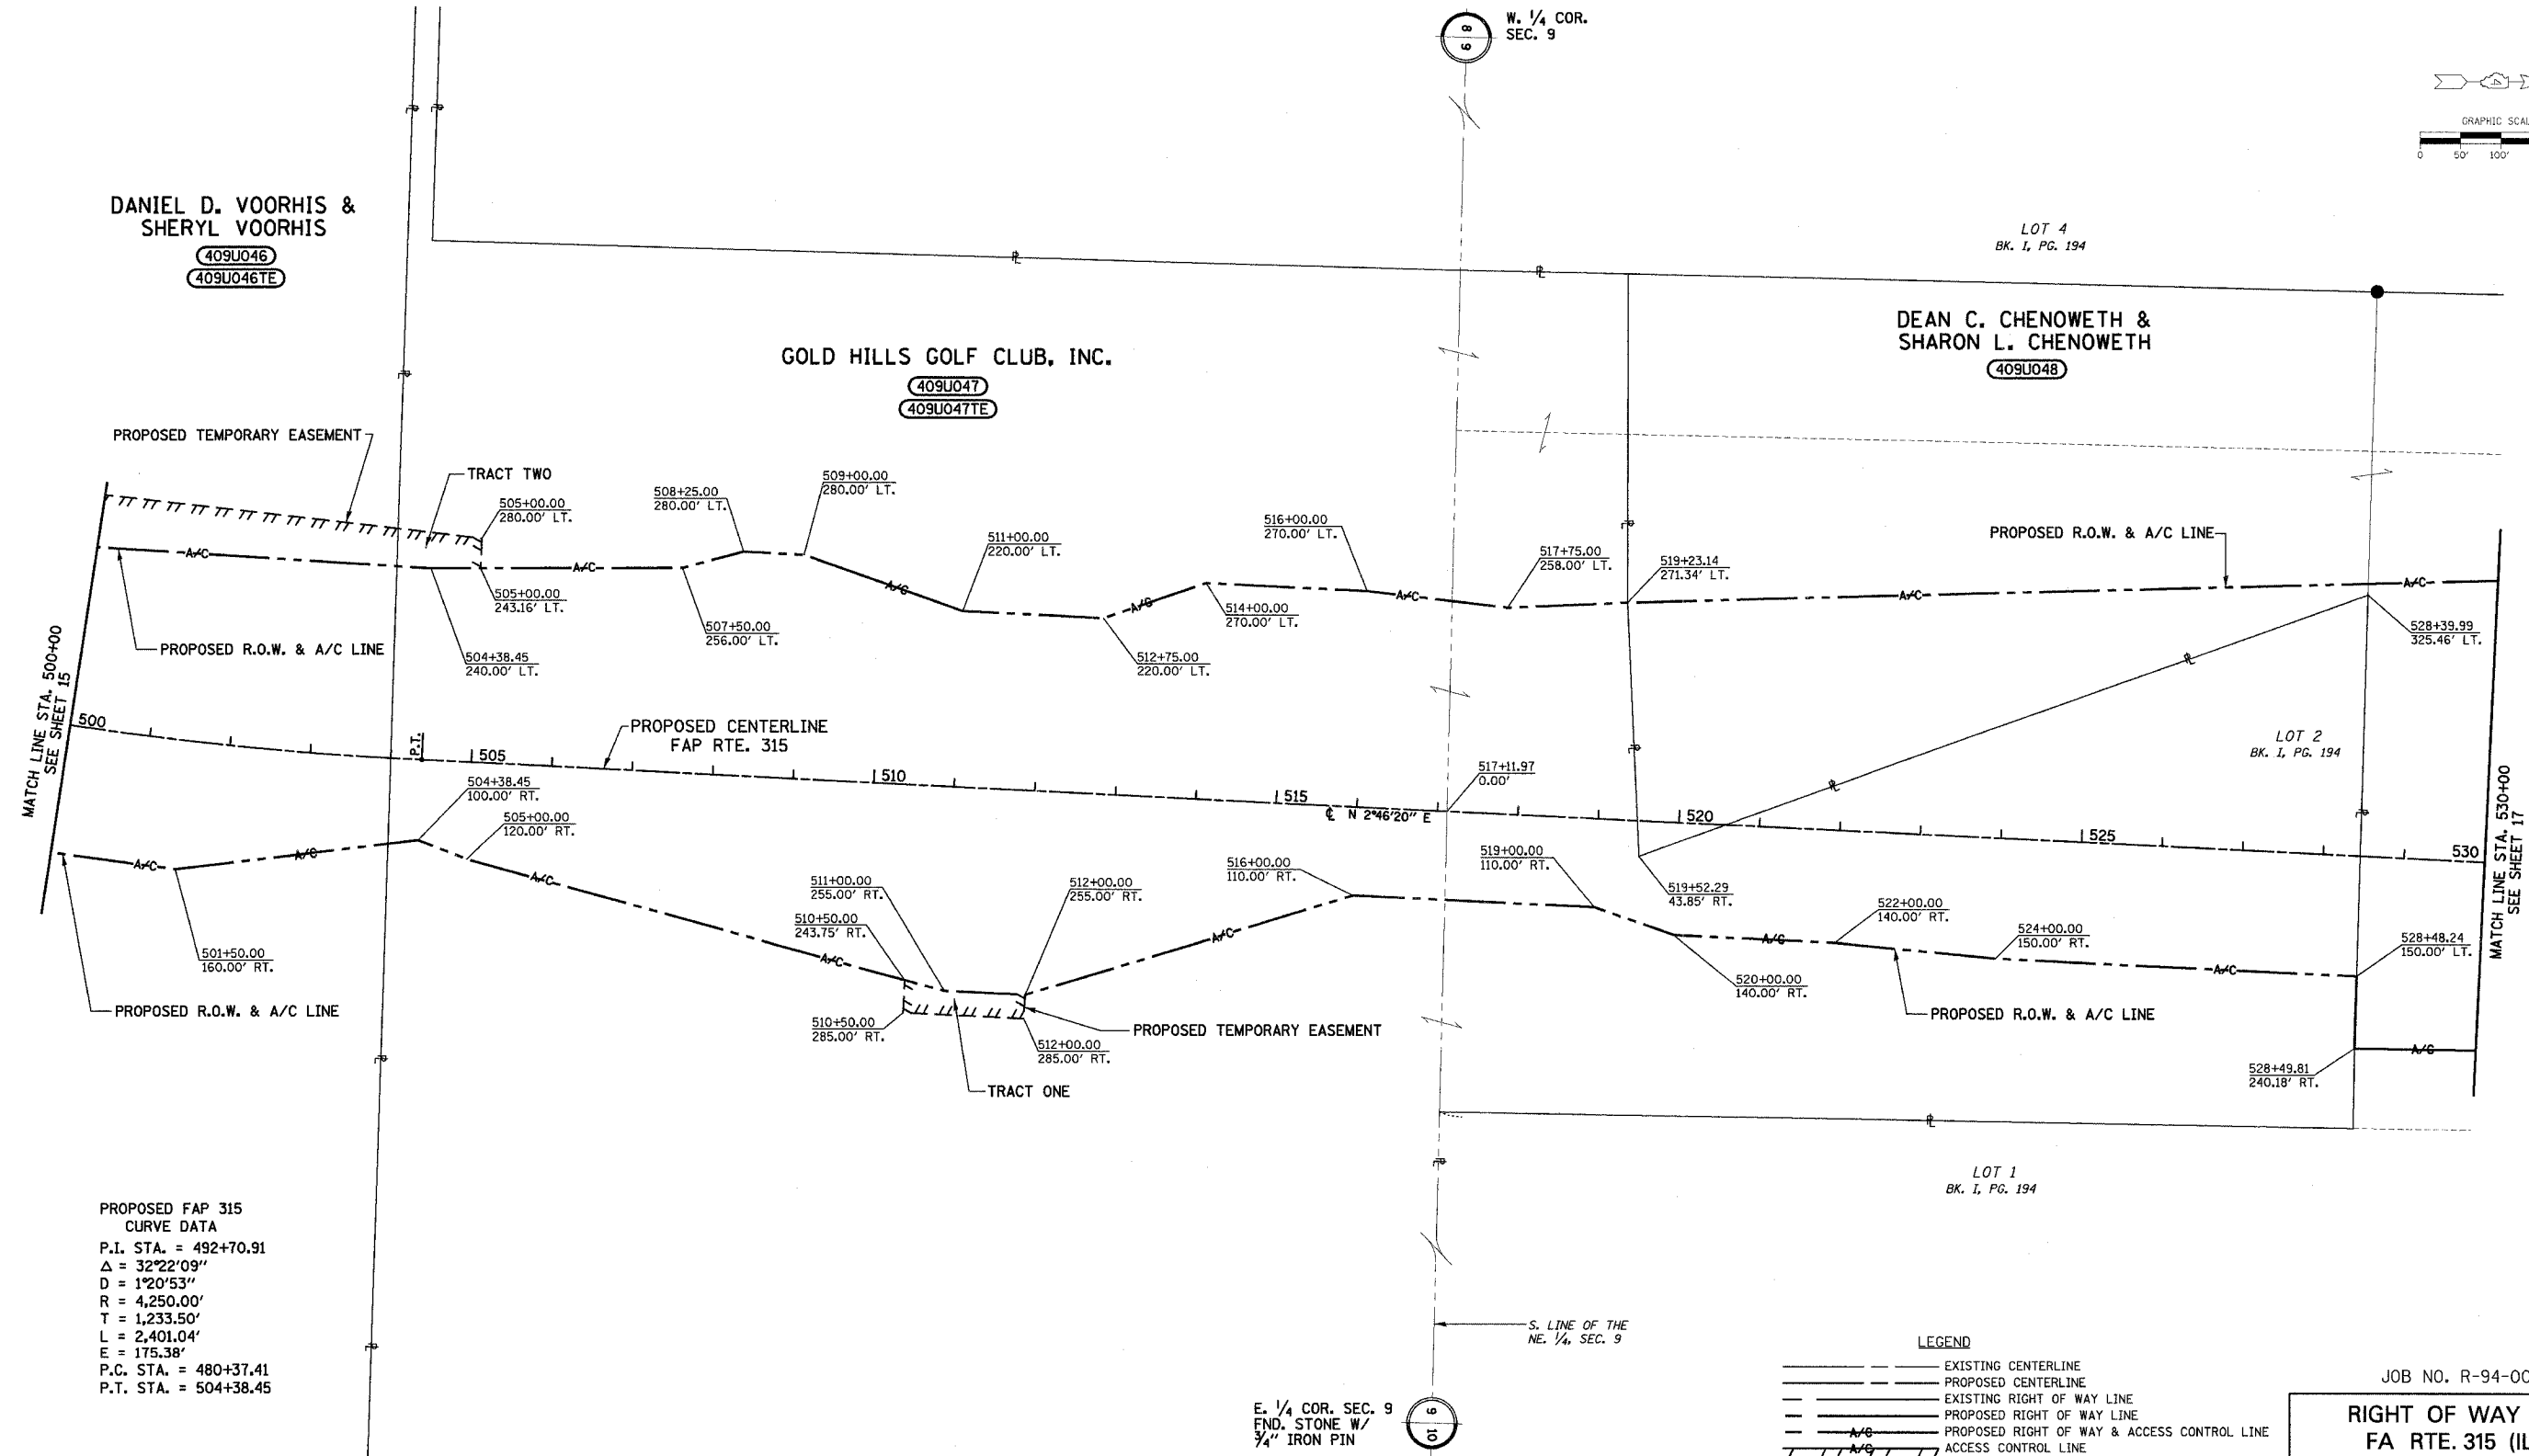 W. 1/4 COR.
SEC. 9
8
9
GRAPHIC SCAL
0 50' 100'
DANIEL D. VOORHIS &
SHERYL VOORHIS
409U046
409U046TE
LOT 4
BK. I, PG. 194
DEAN C. CHENOWETH &
SHARON L. CHENOWETH
409U048
GOLD HILLS GOLF CLUB, INC.
409U047
409U047TE
PROPOSED TEMPORARY EASEMENT
TRACT TWO
505+00.00
280.00' LT.
508+25.00
280.00' LT.
509+00.00
280.00' LT.
511+00.00
220.00' LT.
516+00.00
270.00' LT.
517+75.00
258.00' LT.
519+23.14
271.34' LT.
PROPOSED R.O.W. & A/C LINE
A/C
A/C
A/C
A/C
A/C
A/C
A/C
A/C
505+00.00
243.16' LT.
507+50.00
256.00' LT.
514+00.00
270.00' LT.
528+39.99
325.46' LT.
PROPOSED R.O.W. & A/C LINE
504+38.45
240.00' LT.
512+75.00
220.00' LT.
MATCH LINE STA. 500+00
SEE SHEET 15
500
P.T.
505
PROPOSED CENTERLINE
FAP RTE. 315
510
515
℄ N 2°46'20" E
517+11.97
0.00'
520
525
530
LOT 2
BK. I, PG. 194
MATCH LINE STA. 530+00
SEE SHEET 17
504+38.45
100.00' RT.
505+00.00
120.00' RT.
A/C
A/C
A/C
A/C
A/C
A/C
A/C
A/C
511+00.00
255.00' RT.
512+00.00
255.00' RT.
516+00.00
110.00' RT.
519+00.00
110.00' RT.
519+52.29
43.85' RT.
522+00.00
140.00' RT.
524+00.00
150.00' RT.
528+48.24
150.00' LT.
510+50.00
243.75' RT.
501+50.00
160.00' RT.
520+00.00
140.00' RT.
PROPOSED R.O.W. & A/C LINE
PROPOSED R.O.W. & A/C LINE
510+50.00
285.00' RT.
512+00.00
285.00' RT.
PROPOSED TEMPORARY EASEMENT
TRACT ONE
528+49.81
240.18' RT.
LOT 1
BK. I, PG. 194
PROPOSED FAP 315
CURVE DATA
P.I. STA. = 492+70.91
Δ = 32°22'09"
D = 1°20'53"
R = 4,250.00'
T = 1,233.50'
L = 2,401.04'
E = 175.38'
P.C. STA. = 480+37.41
P.T. STA. = 504+38.45
S. LINE OF THE
NE. 1/4, SEC. 9
E. 1/4 COR. SEC. 9
FND. STONE W/
3/4" IRON PIN
9
10
LEGEND
EXISTING CENTERLINE
PROPOSED CENTERLINE
EXISTING RIGHT OF WAY LINE
PROPOSED RIGHT OF WAY LINE
A/C PROPOSED RIGHT OF WAY & ACCESS CONTROL LINE
A/C ACCESS CONTROL LINE
JOB NO. R-94-00
RIGHT OF WAY
FA RTE. 315 (IL